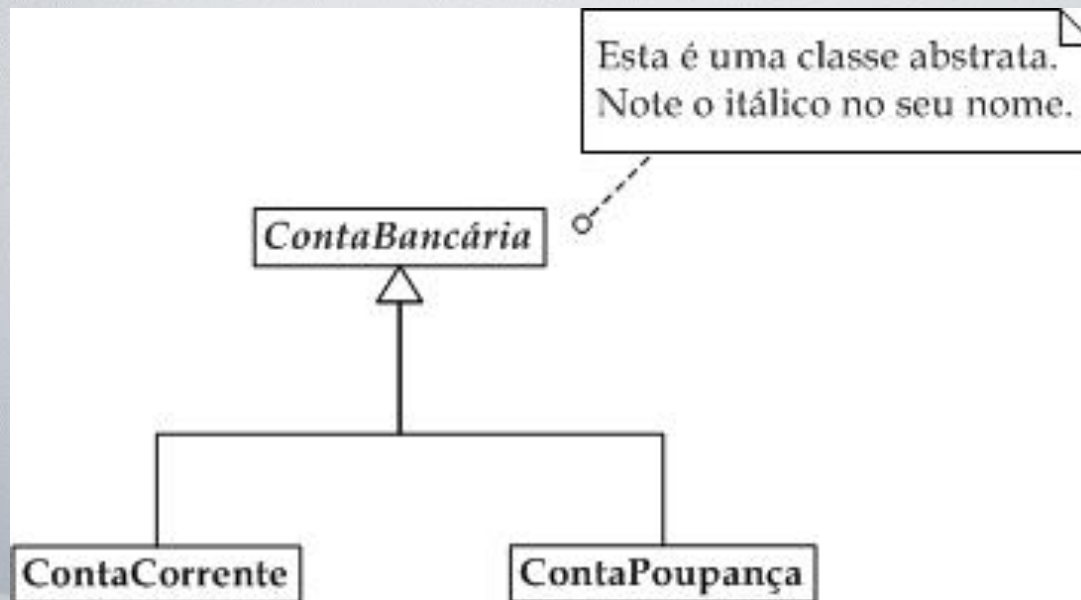 Esta é uma classe abstrata.
Note o itálico no seu nome.
ContaBancária
ContaCorrente
ContaPoupança